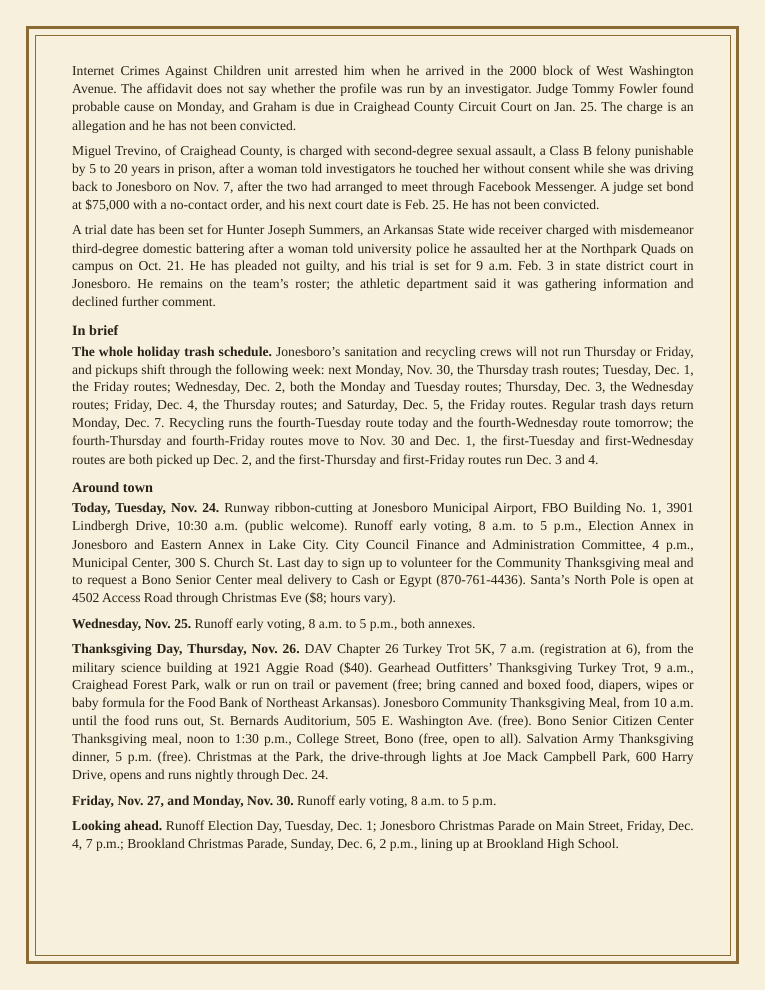 Internet Crimes Against Children unit arrested him when he arrived in the 2000 block of West Washington
Avenue. The affidavit does not say whether the profile was run by an investigator. Judge Tommy Fowler found
probable cause on Monday, and Graham is due in Craighead County Circuit Court on Jan. 25. The charge is an
allegation and he has not been convicted.
Miguel Trevino, of Craighead County, is charged with second-degree sexual assault, a Class B felony punishable
by 5 to 20 years in prison, after a woman told investigators he touched her without consent while she was driving
back to Jonesboro on Nov. 7, after the two had arranged to meet through Facebook Messenger. A judge set bond
at $75,000 with a no-contact order, and his next court date is Feb. 25. He has not been convicted.
A trial date has been set for Hunter Joseph Summers, an Arkansas State wide receiver charged with misdemeanor
third-degree domestic battering after a woman told university police he assaulted her at the Northpark Quads on
campus on Oct. 21. He has pleaded not guilty, and his trial is set for 9 a.m. Feb. 3 in state district court in
Jonesboro. He remains on the team’s roster; the athletic department said it was gathering information and
declined further comment.
In brief
The whole holiday trash schedule. Jonesboro’s sanitation and recycling crews will not run Thursday or Friday,
and pickups shift through the following week: next Monday, Nov. 30, the Thursday trash routes; Tuesday, Dec. 1,
the Friday routes; Wednesday, Dec. 2, both the Monday and Tuesday routes; Thursday, Dec. 3, the Wednesday
routes; Friday, Dec. 4, the Thursday routes; and Saturday, Dec. 5, the Friday routes. Regular trash days return
Monday, Dec. 7. Recycling runs the fourth-Tuesday route today and the fourth-Wednesday route tomorrow; the
fourth-Thursday and fourth-Friday routes move to Nov. 30 and Dec. 1, the first-Tuesday and first-Wednesday
routes are both picked up Dec. 2, and the first-Thursday and first-Friday routes run Dec. 3 and 4.
Around town
Today, Tuesday, Nov. 24. Runway ribbon-cutting at Jonesboro Municipal Airport, FBO Building No. 1, 3901
Lindbergh Drive, 10:30 a.m. (public welcome). Runoff early voting, 8 a.m. to 5 p.m., Election Annex in
Jonesboro and Eastern Annex in Lake City. City Council Finance and Administration Committee, 4 p.m.,
Municipal Center, 300 S. Church St. Last day to sign up to volunteer for the Community Thanksgiving meal and
to request a Bono Senior Center meal delivery to Cash or Egypt (870-761-4436). Santa’s North Pole is open at
4502 Access Road through Christmas Eve ($8; hours vary).
Wednesday, Nov. 25. Runoff early voting, 8 a.m. to 5 p.m., both annexes.
Thanksgiving Day, Thursday, Nov. 26. DAV Chapter 26 Turkey Trot 5K, 7 a.m. (registration at 6), from the
military science building at 1921 Aggie Road ($40). Gearhead Outfitters’ Thanksgiving Turkey Trot, 9 a.m.,
Craighead Forest Park, walk or run on trail or pavement (free; bring canned and boxed food, diapers, wipes or
baby formula for the Food Bank of Northeast Arkansas). Jonesboro Community Thanksgiving Meal, from 10 a.m.
until the food runs out, St. Bernards Auditorium, 505 E. Washington Ave. (free). Bono Senior Citizen Center
Thanksgiving meal, noon to 1:30 p.m., College Street, Bono (free, open to all). Salvation Army Thanksgiving
dinner, 5 p.m. (free). Christmas at the Park, the drive-through lights at Joe Mack Campbell Park, 600 Harry
Drive, opens and runs nightly through Dec. 24.
Friday, Nov. 27, and Monday, Nov. 30. Runoff early voting, 8 a.m. to 5 p.m.
Looking ahead. Runoff Election Day, Tuesday, Dec. 1; Jonesboro Christmas Parade on Main Street, Friday, Dec.
4, 7 p.m.; Brookland Christmas Parade, Sunday, Dec. 6, 2 p.m., lining up at Brookland High School.